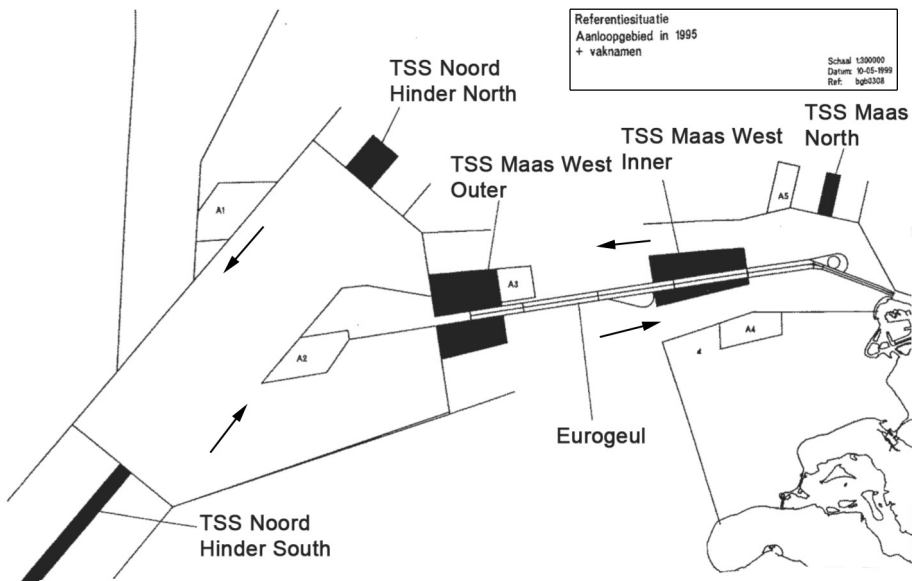 Referentiesituatie
Aanloopgebied in 1995
+ vaknamen
Schaal 1:300000
Datum: 10-05-1999
Ref: bgb0308
TSS Noord
Hinder North
TSS Maas West
Outer
TSS Maas West
Inner
TSS Maas
North
A1
A5
A3
A2
A4
Eurogeul
TSS Noord
Hinder South